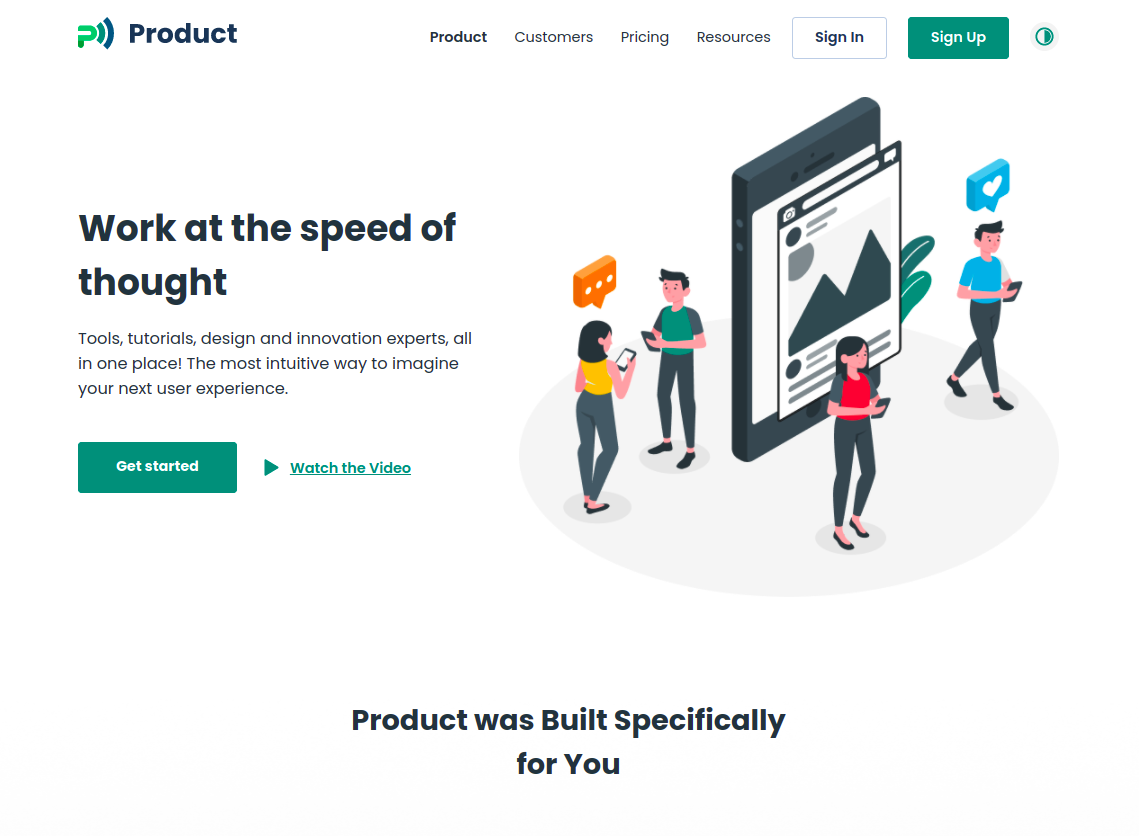 Product
Product Customers Pricing Resources Sign In Sign Up
Work at the speed of
thought
Tools, tutorials, design and innovation experts, all
in one place! The most intuitive way to imagine
your next user experience.
Get started Watch the Video
Product was Built Specifically
for You